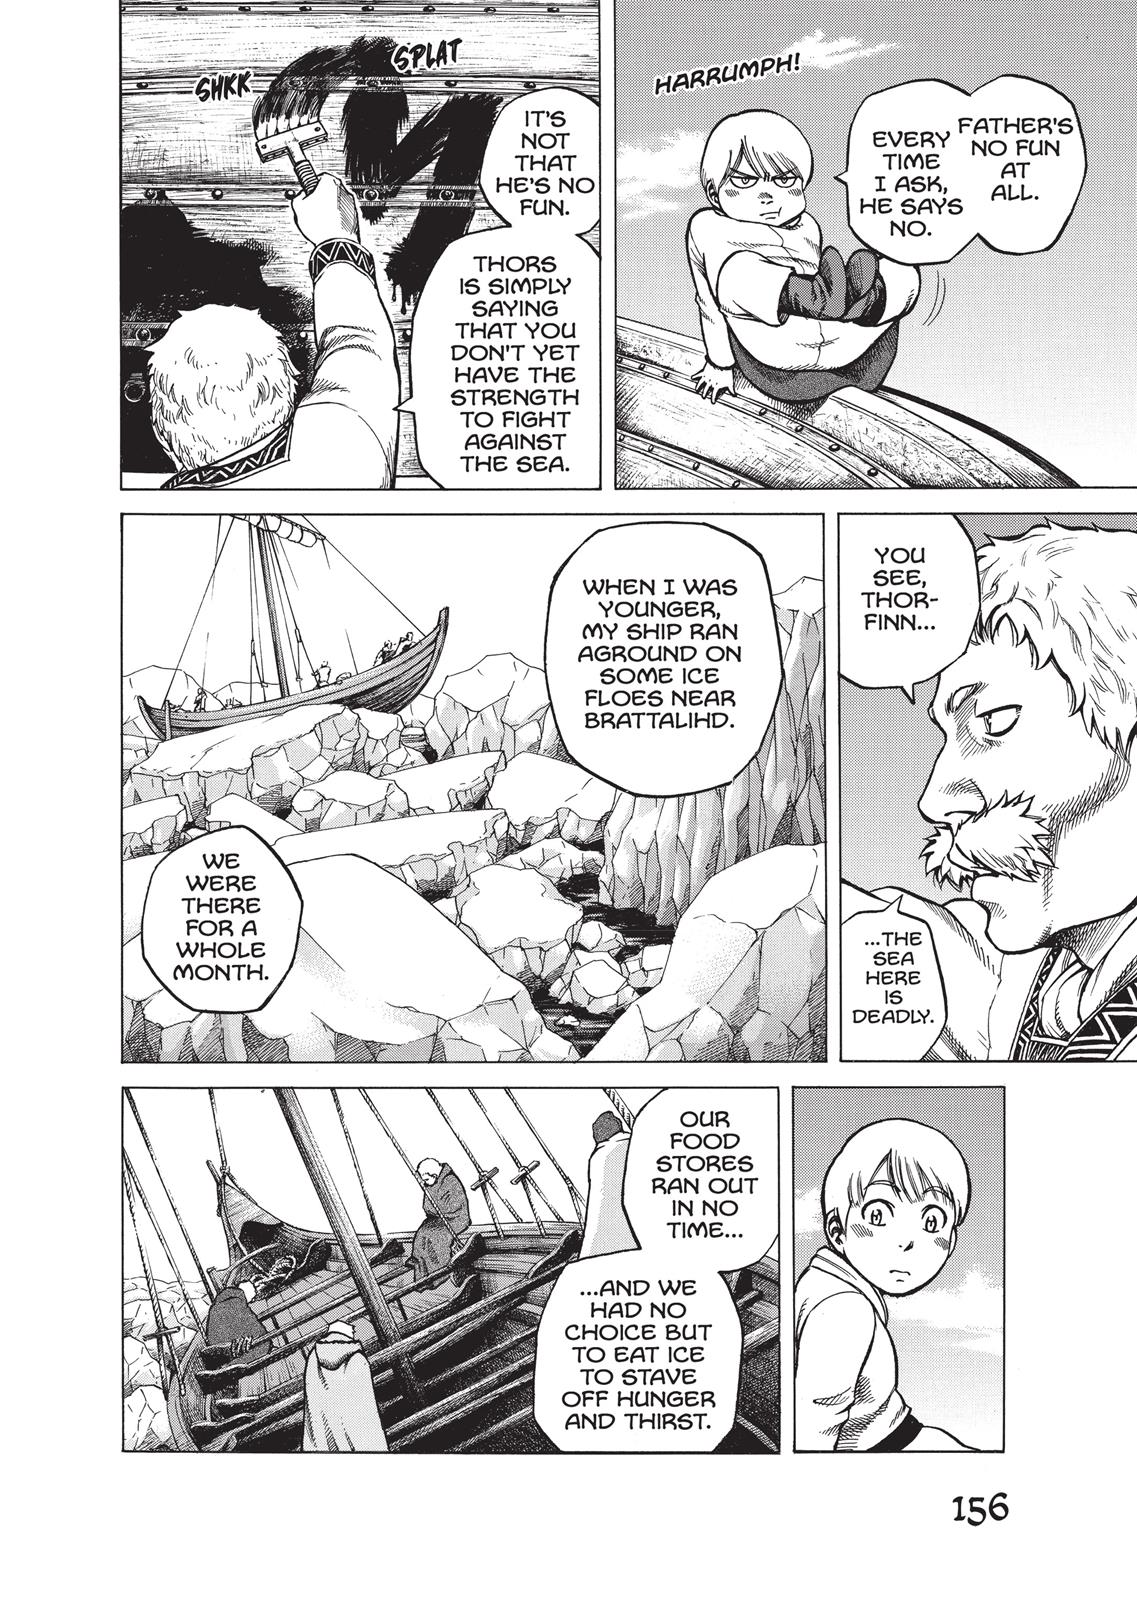 HARRUMPH!
FATHER'S
NO FUN
AT
ALL.
EVERY
TIME
I ASK,
HE SAYS
NO.
SPLAT
SHKK
IT'S
NOT
THAT
HE'S NO
FUN.
THORS
IS SIMPLY
SAYING
THAT YOU
DON'T YET
HAVE THE
STRENGTH
TO FIGHT
AGAINST
THE SEA.
YOU
SEE,
THOR-
FINN...
...THE
SEA
HERE
IS
DEADLY.
WHEN I WAS
YOUNGER,
MY SHIP RAN
AGROUND ON
SOME ICE
FLOES NEAR
BRATTALIHD.
WE
WERE
THERE
FOR A
WHOLE
MONTH.
OUR
FOOD
STORES
RAN OUT
IN NO
TIME...
...AND WE
HAD NO
CHOICE BUT
TO EAT ICE
TO STAVE
OFF HUNGER
AND THIRST.
156